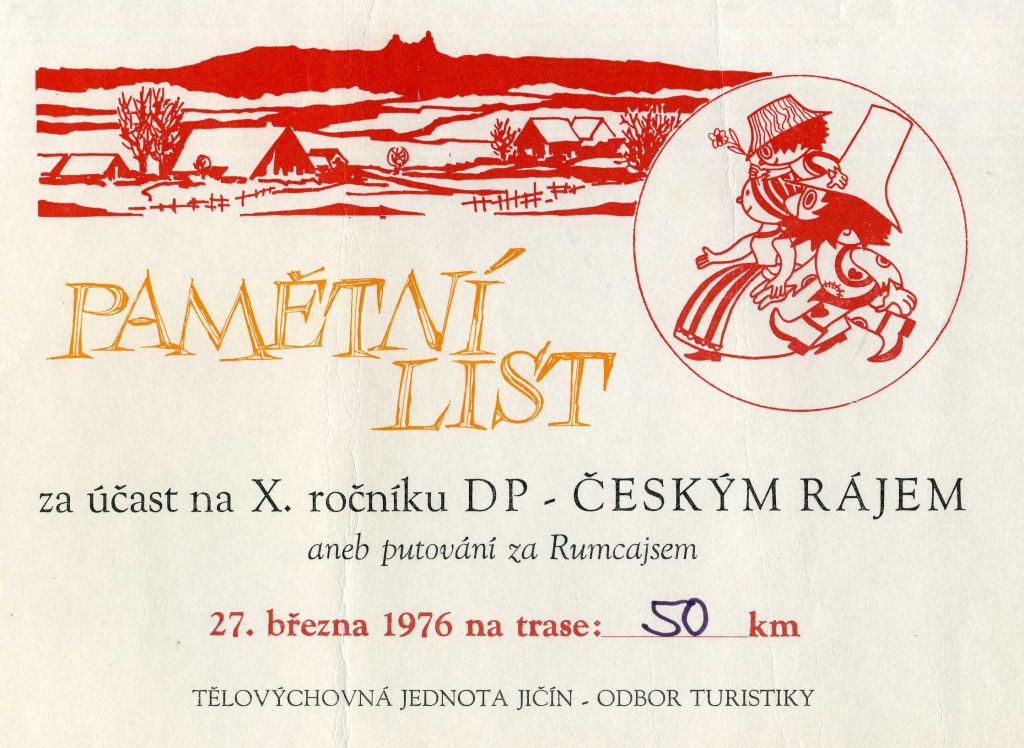 PAMĚTNÍ
LIST
za účast na X. ročníku DP - ČESKÝM RÁJEM
aneb putování za Rumcajsem
27. března 1976 na trase: 50 km
TĚLOVÝCHOVNÁ JEDNOTA JIČÍN - ODBOR TURISTIKY